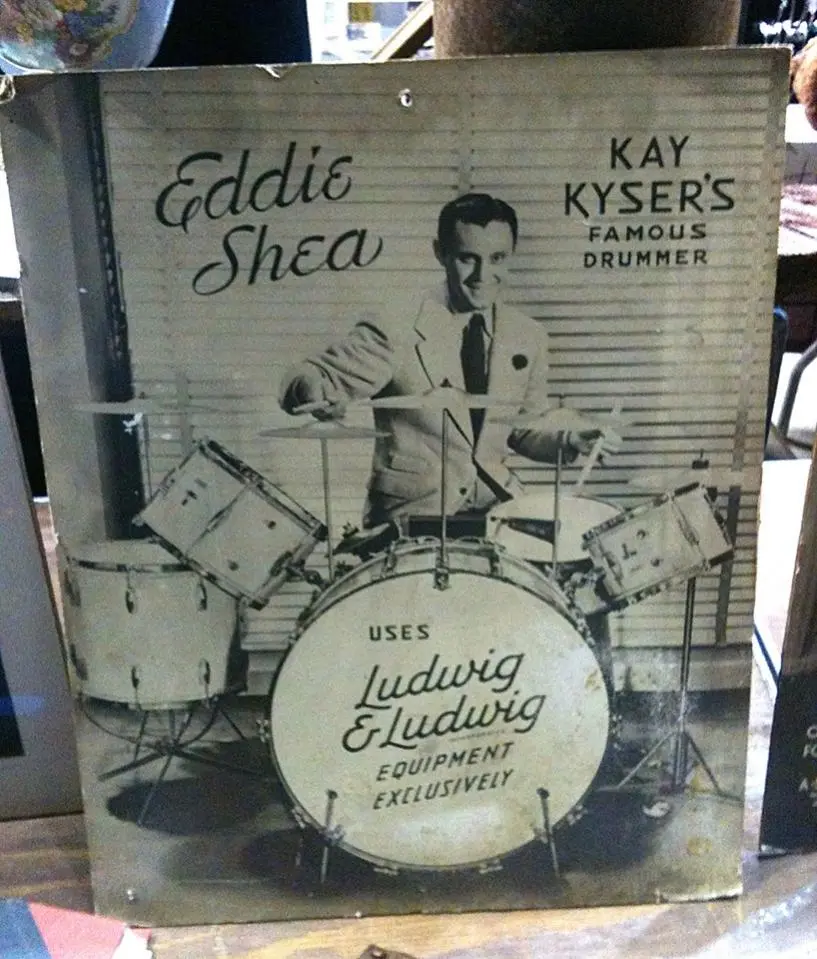 Eddie
Shea
KAY
KYSER'S
FAMOUS
DRUMMER
USES
Ludwig
& Ludwig
EQUIPMENT
EXCLUSIVELY